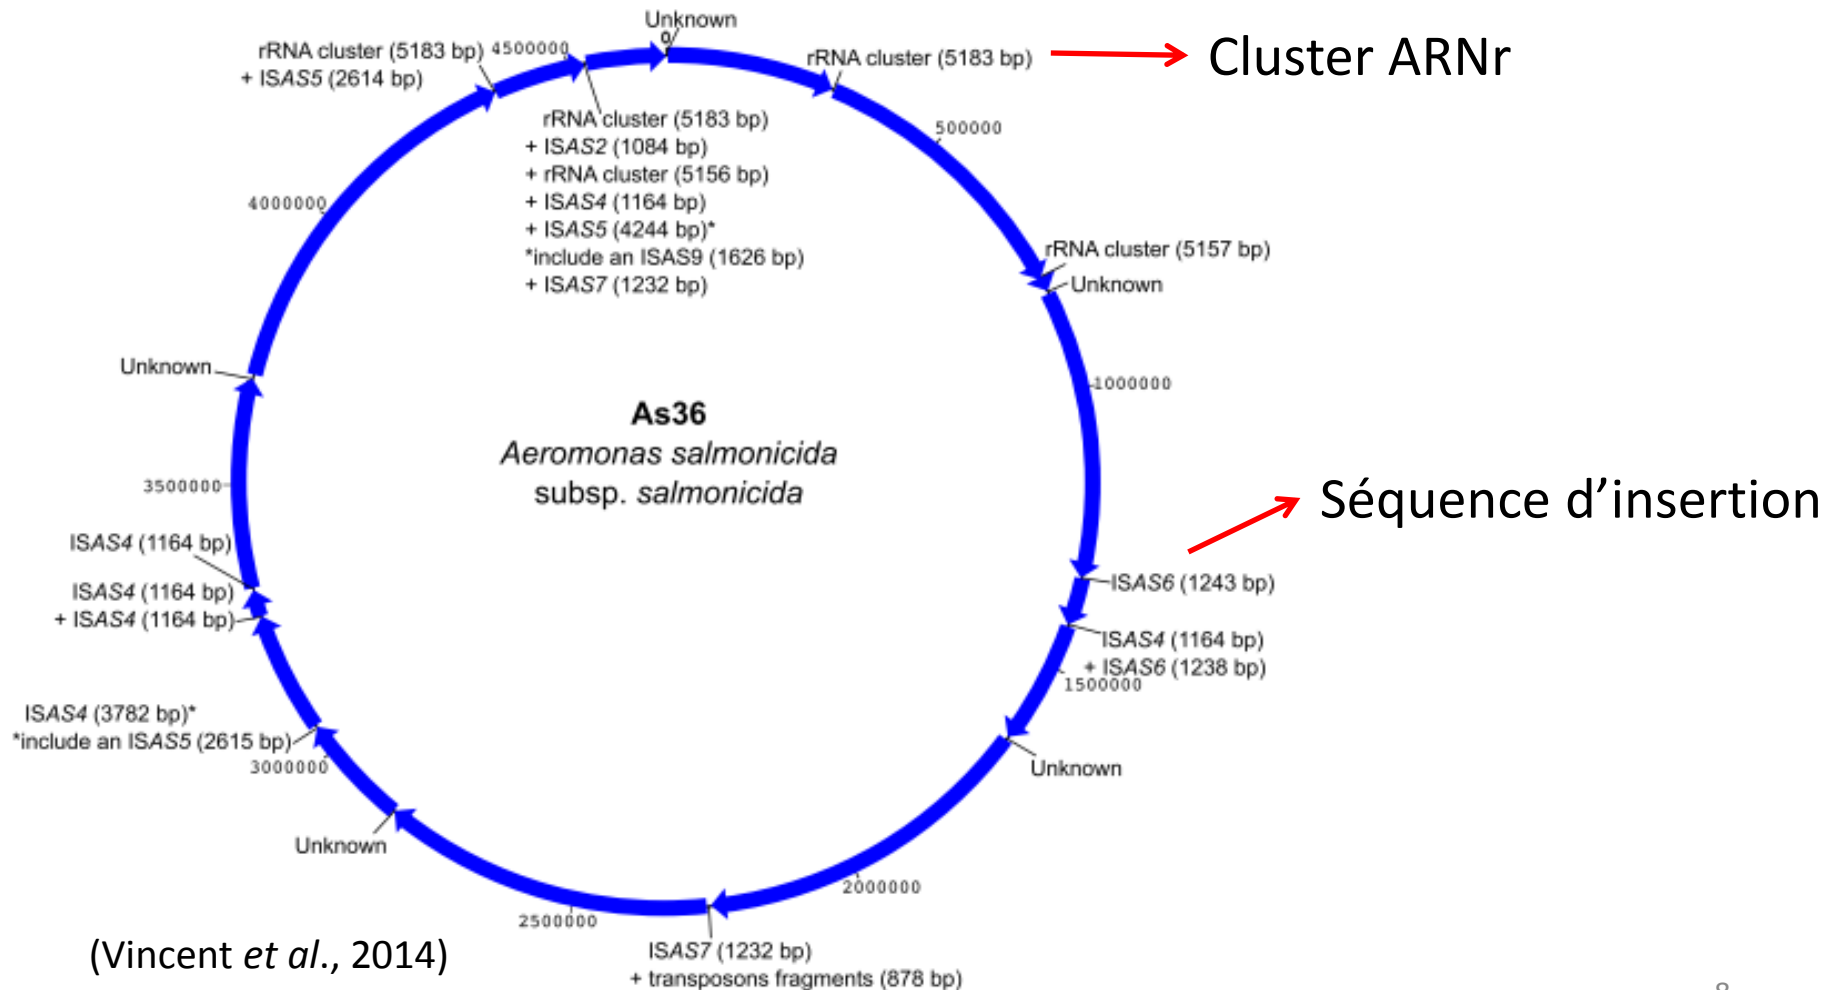 Unknown
0
rRNA cluster (5183 bp)
+ ISAS5 (2614 bp)
4500000
rRNA cluster (5183 bp)
Cluster ARNr
rRNA cluster (5183 bp)
+ ISAS2 (1084 bp)
+ rRNA cluster (5156 bp)
+ ISAS4 (1164 bp)
+ ISAS5 (4244 bp)*
*include an ISAS9 (1626 bp)
+ ISAS7 (1232 bp)
500000
4000000
rRNA cluster (5157 bp)
Unknown
Unknown
1000000
As36
Aeromonas salmonicida
subsp. salmonicida
3500000
Séquence d’insertion
ISAS4 (1164 bp)
ISAS4 (1164 bp)
+ ISAS4 (1164 bp)
ISAS6 (1243 bp)
ISAS4 (1164 bp)
+ ISAS6 (1238 bp)
1500000
ISAS4 (3782 bp)*
*include an ISAS5 (2615 bp)
3000000
Unknown
Unknown
2000000
2500000
ISAS7 (1232 bp)
+ transposons fragments (878 bp)
(Vincent et al., 2014)